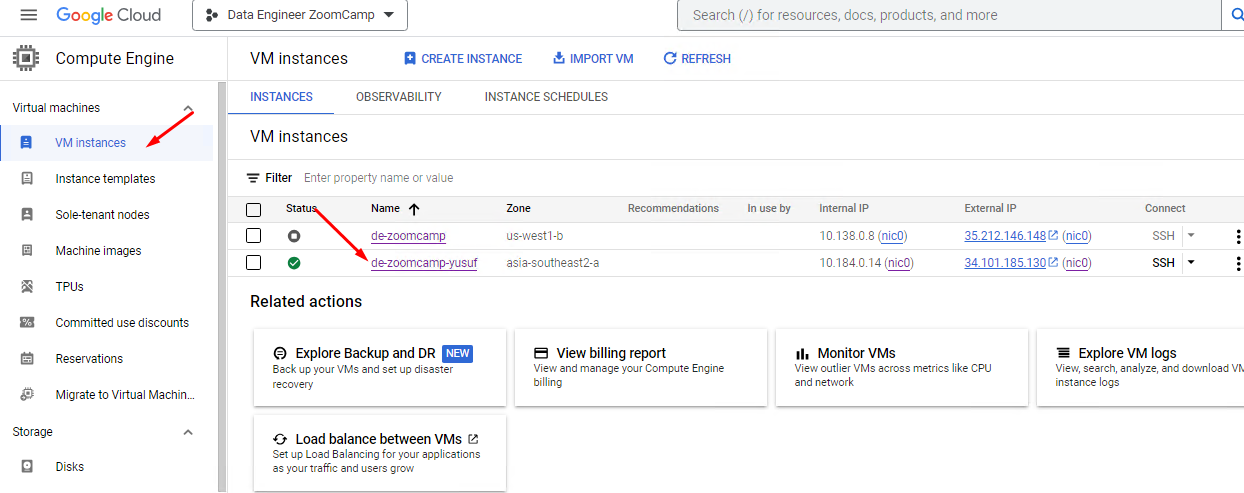 Google Cloud
Data Engineer ZoomCamp
Search (/) for resources, docs, products, and more
Compute Engine
VM instances
CREATE INSTANCE
IMPORT VM
REFRESH
Virtual machines
VM instances
Instance templates
Sole-tenant nodes
Machine images
TPUs
Committed use discounts
Reservations
Migrate to Virtual Machin...
Storage
Disks
INSTANCES
OBSERVABILITY
INSTANCE SCHEDULES
VM instances
Filter Enter property name or value
Status Name Zone Recommendations In use by Internal IP External IP Connect
de-zoomcamp us-west1-b 10.138.0.8 (nic0) 35.212.146.148 (nic0) SSH
de-zoomcamp-yusuf asia-southeast2-a 10.184.0.14 (nic0) 34.101.185.130 (nic0) SSH
Related actions
Explore Backup and DR NEW
Back up your VMs and set up disaster
recovery
View billing report
View and manage your Compute Engine
billing
Monitor VMs
View outlier VMs across metrics like CPU
and network
Explore VM logs
View, search, analyze, and download VM
instance logs
Load balance between VMs
Set up Load Balancing for your applications
as your traffic and users grow